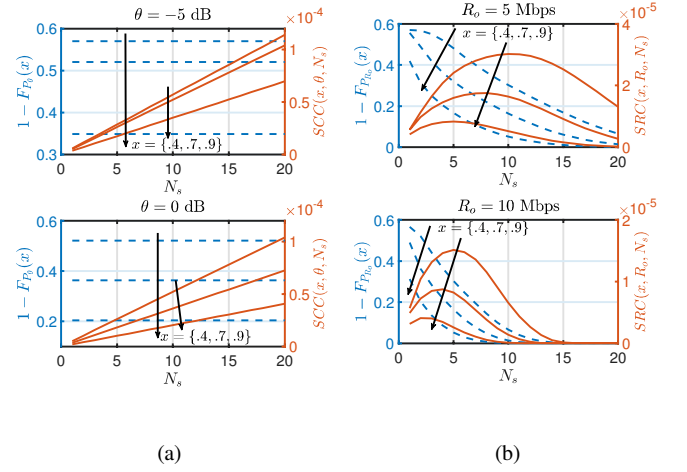 θ = −5 dB
×10⁻⁴
0.6
0.5
0.4
0.3
1 − F_{P_θ}(x)
x = {.4, .7, .9}
1
0.5
0
SCC(x, θ, N_s)
0 5 10 15 20
N_s
θ = 0 dB
×10⁻⁴
0.6
0.4
0.2
1 − F_{P_θ}(x)
x = {.4, .7, .9}
1
0.5
0
SCC(x, θ, N_s)
0 5 10 15 20
N_s
(a)
R_o = 5 Mbps
×10⁻⁵
0.6
0.4
0.2
0
1 − F_{P_{R_o}}(x)
x = {.4, .7, .9}
4
2
0
SRC(x, R_o, N_s)
0 5 10 15 20
N_s
R_o = 10 Mbps
×10⁻⁵
0.6
0.4
0.2
0
1 − F_{P_{R_o}}(x)
x = {.4, .7, .9}
2
1
0
SRC(x, R_o, N_s)
0 5 10 15 20
N_s
(b)